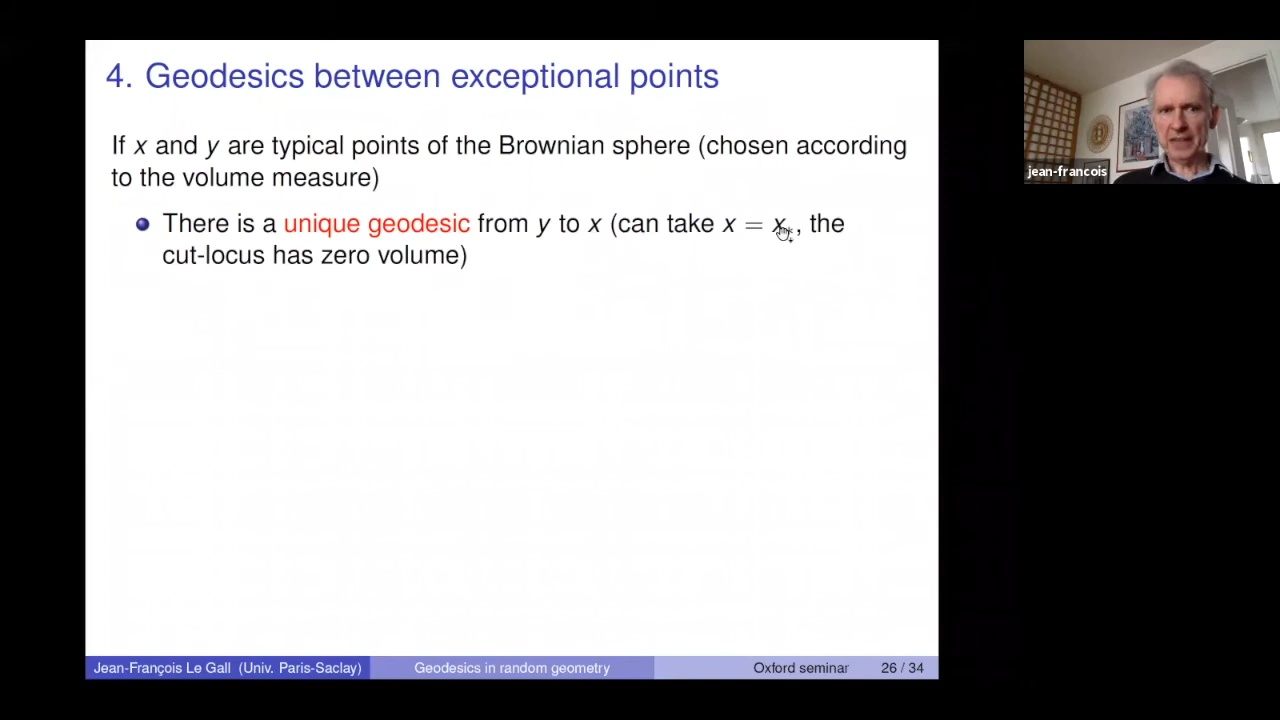 4. Geodesics between exceptional points
If x and y are typical points of the Brownian sphere (chosen according
to the volume measure)
There is a unique geodesic from y to x (can take x = x*, the
cut-locus has zero volume)
jean-francois
Jean-François Le Gall (Univ. Paris-Saclay) Geodesics in random geometry Oxford seminar 26 / 34